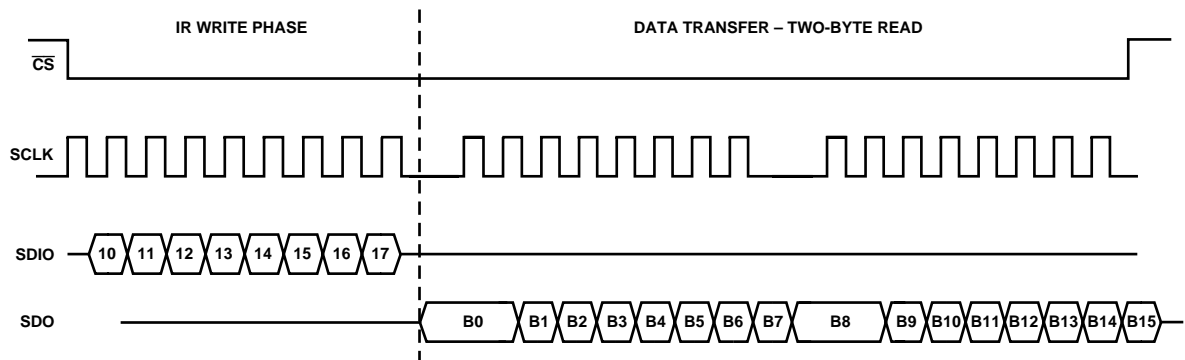 IR WRITE PHASE
DATA TRANSFER – TWO-BYTE READ
CS
SCLK
SDIO
10 11 12 13 14 15 16 17
SDO
B0 B1 B2 B3 B4 B5 B6 B7 B8 B9 B10 B11 B12 B13 B14 B15